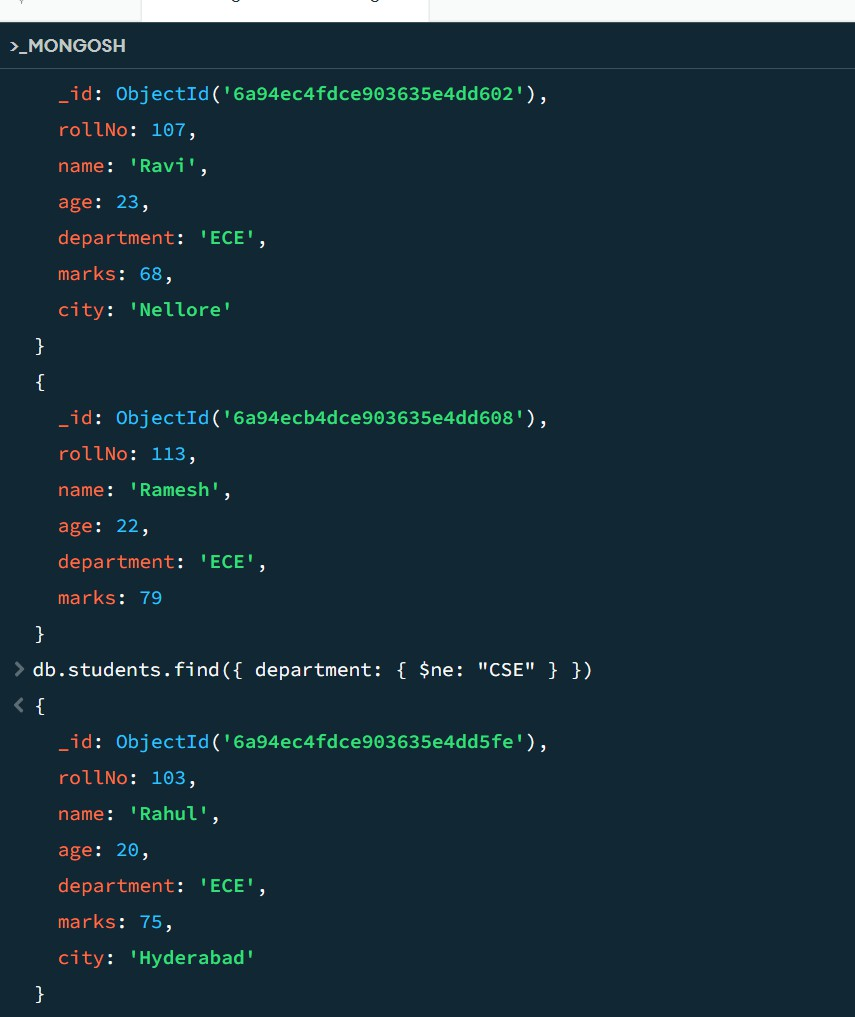 >_MONGOSH
_id: ObjectId('6a94ec4fdce903635e4dd602'),
rollNo: 107,
name: 'Ravi',
age: 23,
department: 'ECE',
marks: 68,
city: 'Nellore'
}
{
_id: ObjectId('6a94ecb4dce903635e4dd608'),
rollNo: 113,
name: 'Ramesh',
age: 22,
department: 'ECE',
marks: 79
}
> db.students.find({ department: { $ne: "CSE" } })
< {
_id: ObjectId('6a94ec4fdce903635e4dd5fe'),
rollNo: 103,
name: 'Rahul',
age: 20,
department: 'ECE',
marks: 75,
city: 'Hyderabad'
}